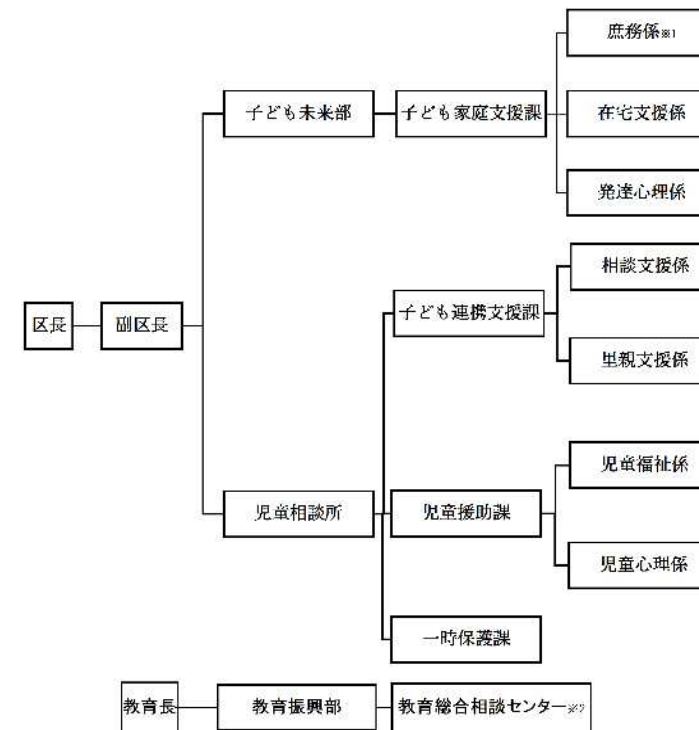 庶務係※1
子ども未来部
子ども家庭支援課
在宅支援係
発達心理係
相談支援係
子ども連携支援課
区長
副区長
里親支援係
児童福祉係
児童相談所
児童援助課
児童心理係
一時保護課
教育長
教育振興部
教育総合相談センター※2